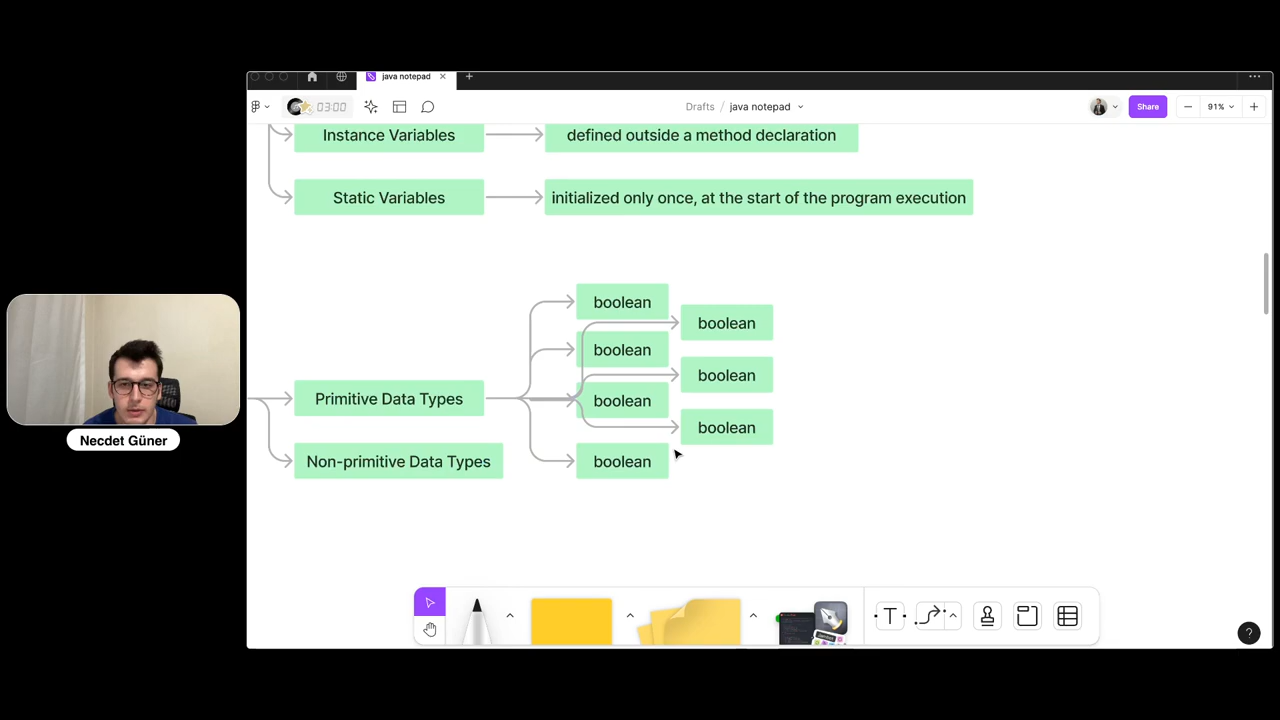 java notepad
03:00
Drafts / java notepad
Share
91%
Instance Variables
defined outside a method declaration
Static Variables
initialized only once, at the start of the program execution
boolean
boolean
boolean
boolean
Primitive Data Types
boolean
boolean
Non-primitive Data Types
boolean
Necdet Güner
T
?